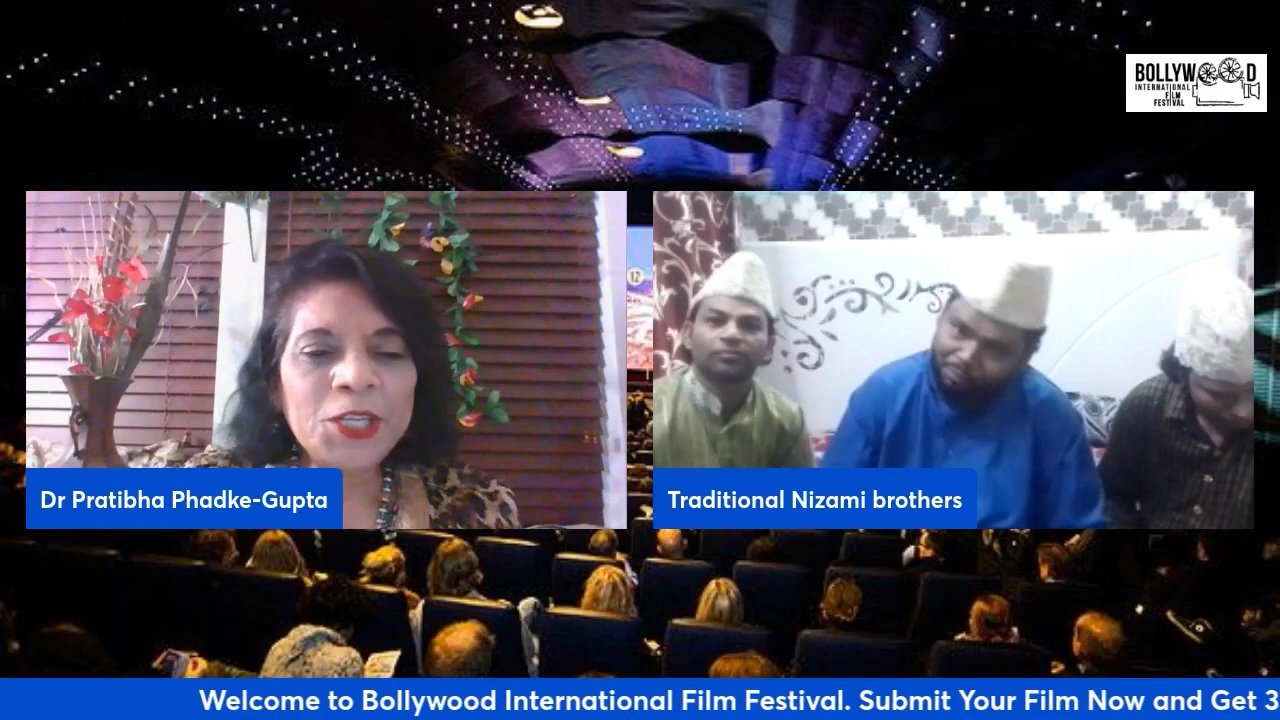 BOLLYWOOD
INTERNATIONAL
FILM
FESTIVAL
12
Dr Pratibha Phadke-Gupta
Traditional Nizami brothers
Welcome to Bollywood International Film Festival. Submit Your Film Now and Get 3